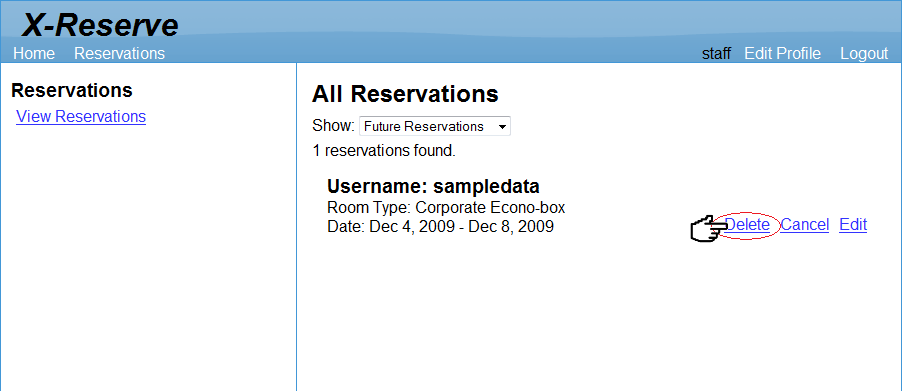 X-Reserve
Home Reservations staff Edit Profile Logout
Reservations
View Reservations
All Reservations
Show: Future Reservations
1 reservations found.
Username: sampledata
Room Type: Corporate Econo-box
Date: Dec 4, 2009 - Dec 8, 2009
Delete Cancel Edit